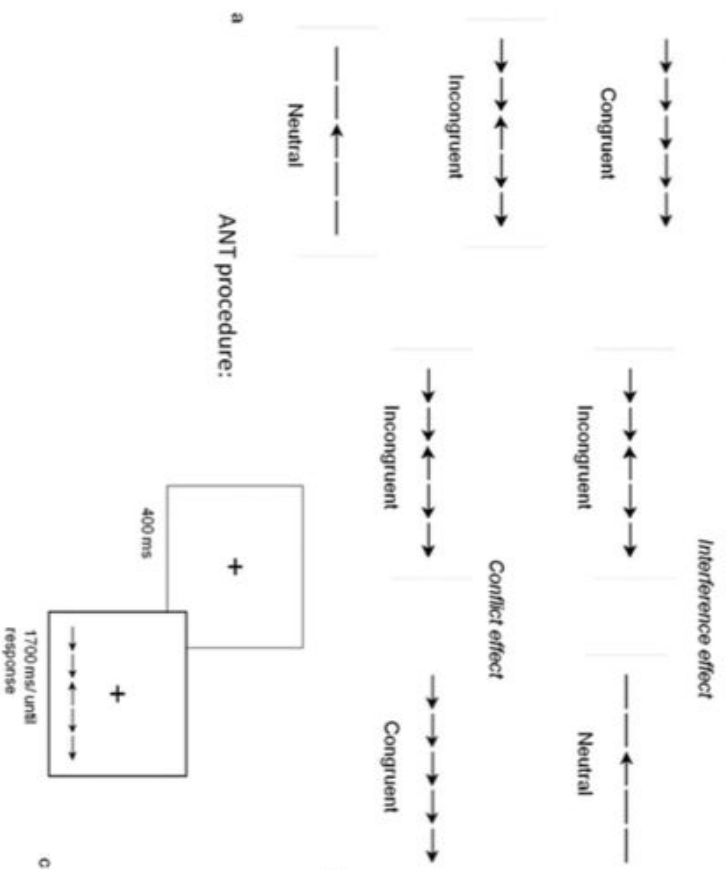 Interference effect
Congruent
Incongruent
Neutral
Conflict effect
Incongruent
Incongruent
Congruent
Neutral
a
ANT procedure:
400 ms
1700 ms/ until
response
c